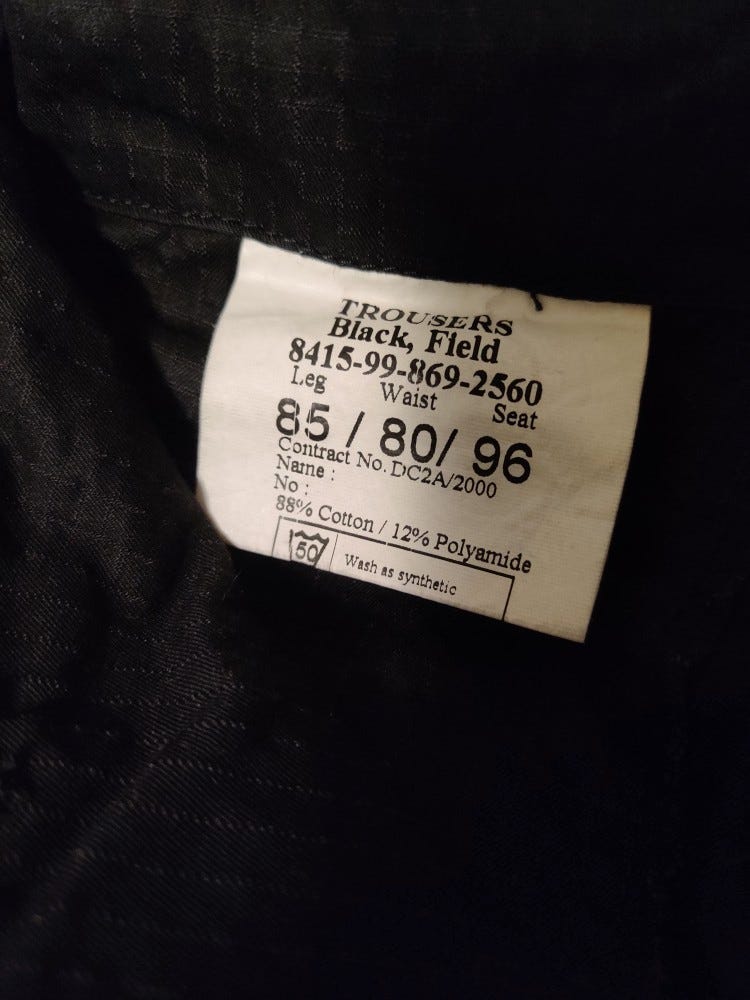 TROUSERS
Black, Field
8415-99-869-2560
Leg Waist Seat
85 / 80/ 96
Contract No. DC2A/2000
Name :
No :
88% Cotton / 12% Polyamide
50 Wash as synthetic